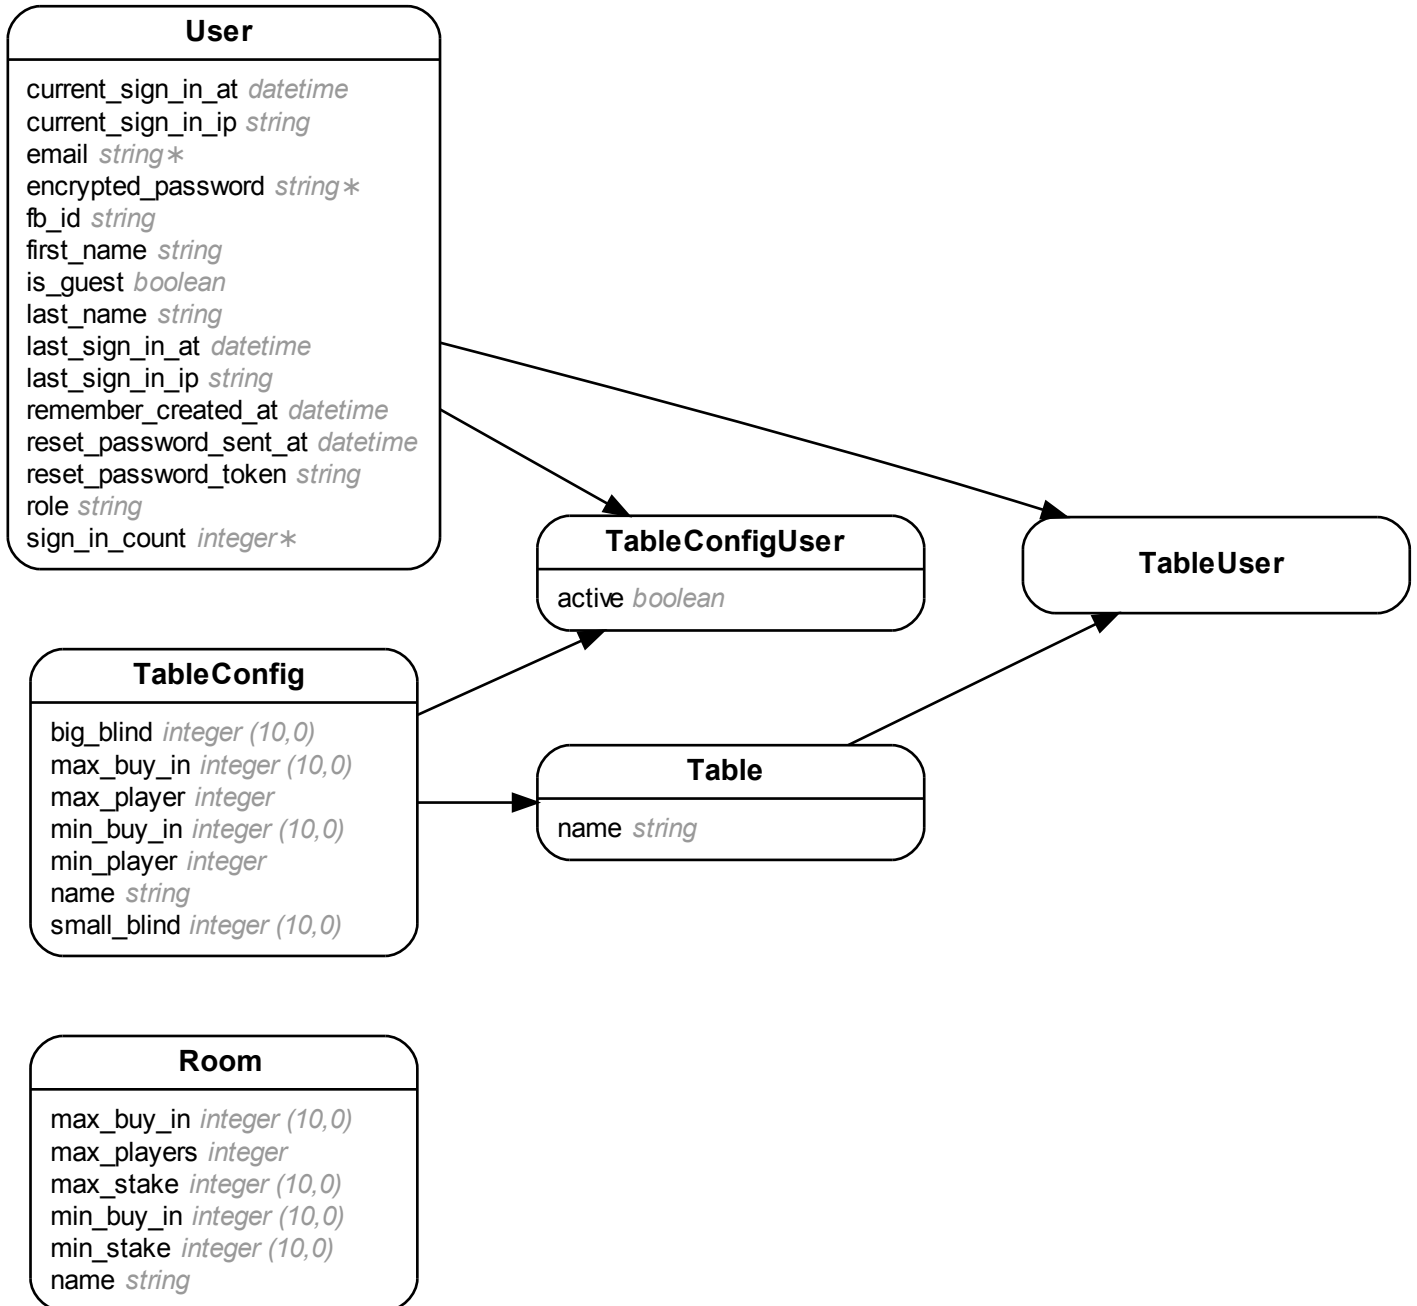 User
current_sign_in_at datetime
current_sign_in_ip string
email string∗
encrypted_password string∗
fb_id string
first_name string
is_guest boolean
last_name string
last_sign_in_at datetime
last_sign_in_ip string
remember_created_at datetime
reset_password_sent_at datetime
reset_password_token string
role string
sign_in_count integer∗
TableConfigUser
active boolean
TableUser
TableConfig
big_blind integer (10,0)
max_buy_in integer (10,0)
max_player integer
min_buy_in integer (10,0)
min_player integer
name string
small_blind integer (10,0)
Table
name string
Room
max_buy_in integer (10,0)
max_players integer
max_stake integer (10,0)
min_buy_in integer (10,0)
min_stake integer (10,0)
name string